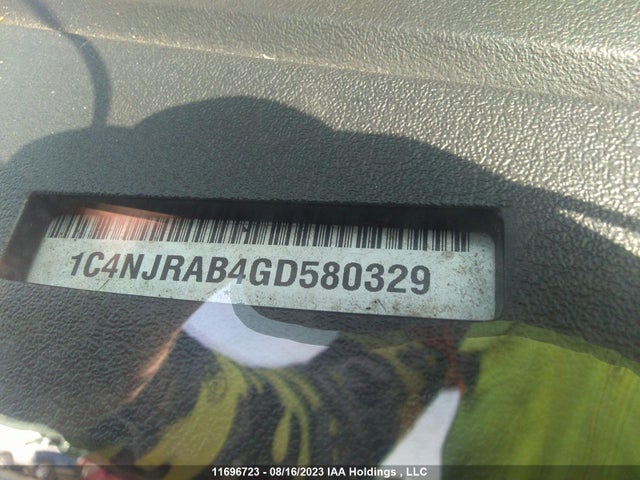 1C4NJRAB4GD580329
11696723 - 08/16/2023 IAA Holdings , LLC